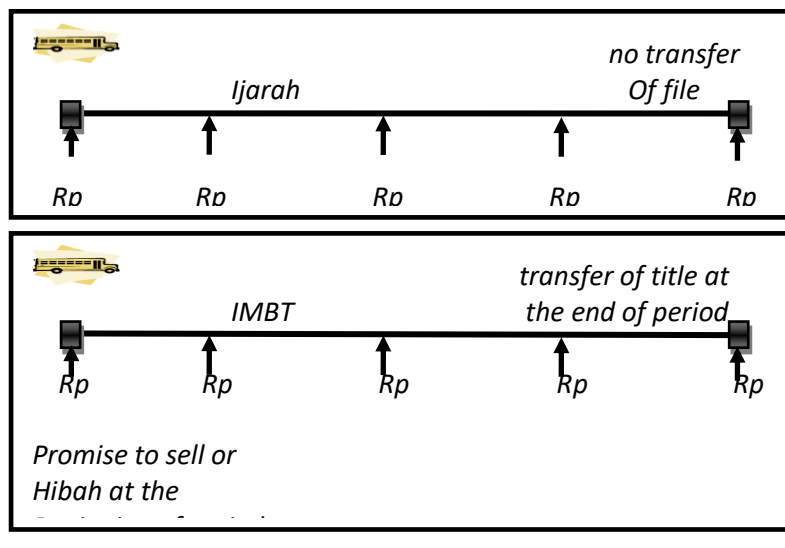 no transfer
Ijarah Of file
Rp Rp Rp Rp Rp
transfer of title at
IMBT the end of period
Rp Rp Rp Rp Rp
Promise to sell or
Hibah at the